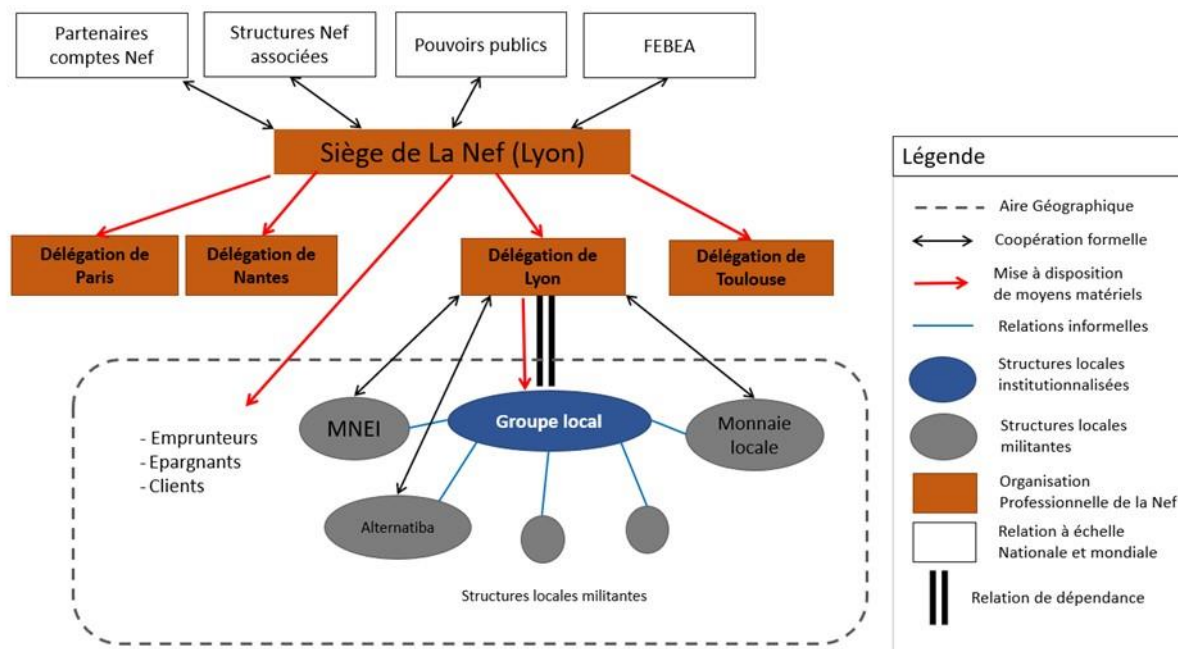 Partenaires
comptes Nef
Structures Nef
associées
Pouvoirs publics
FEBEA
Siège de La Nef (Lyon)
Délégation de
Paris
Délégation de
Nantes
Délégation de
Lyon
Délégation de
Toulouse
- Emprunteurs
- Epargnants
- Clients
MNEI
Groupe local
Monnaie
locale
Alternatiba
Structures locales militantes
Légende
Aire Géographique
Coopération formelle
Mise à disposition
de moyens matériels
Relations informelles
Structures locales
institutionnalisées
Structures locales
militantes
Organisation
Professionnelle de la Nef
Relation à échelle
Nationale et mondiale
Relation de dépendance